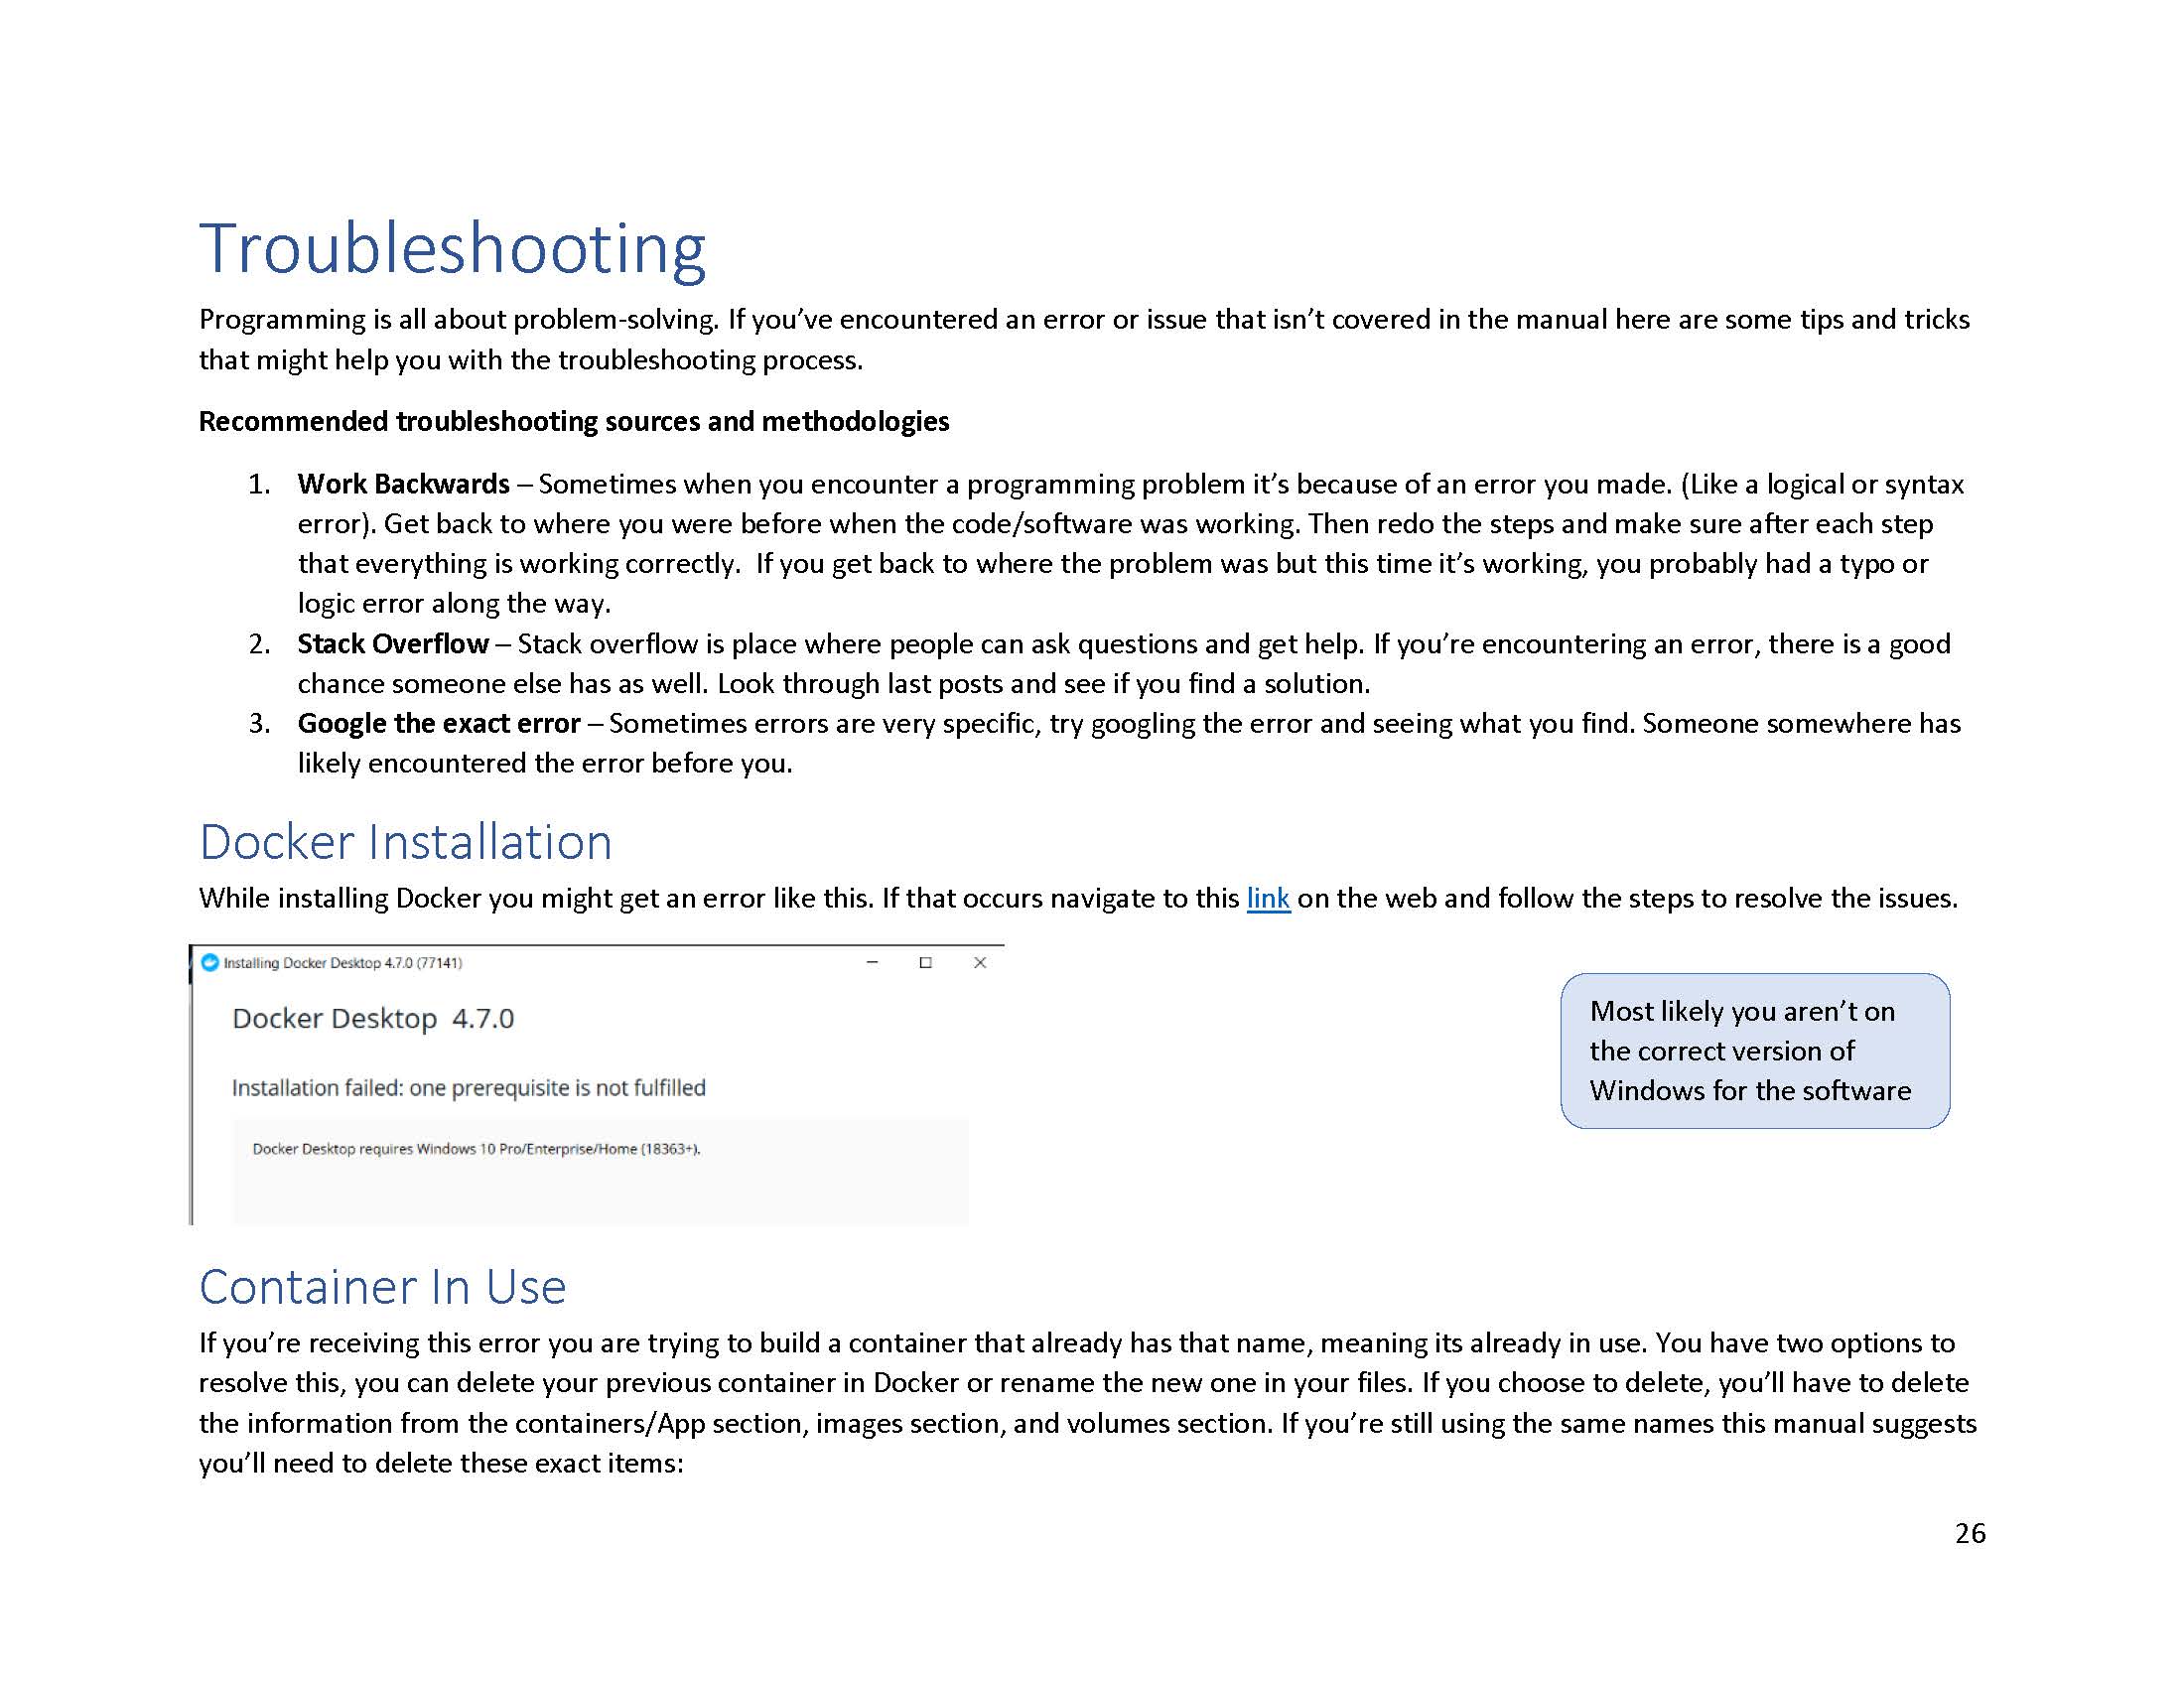 Troubleshooting
Programming is all about problem-solving. If you’ve encountered an error or issue that isn’t covered in the manual here are some tips and tricks
that might help you with the troubleshooting process.
Recommended troubleshooting sources and methodologies
1. Work Backwards – Sometimes when you encounter a programming problem it’s because of an error you made. (Like a logical or syntax
error). Get back to where you were before when the code/software was working. Then redo the steps and make sure after each step
that everything is working correctly.  If you get back to where the problem was but this time it’s working, you probably had a typo or
logic error along the way.
2. Stack Overflow – Stack overflow is place where people can ask questions and get help. If you’re encountering an error, there is a good
chance someone else has as well. Look through last posts and see if you find a solution.
3. Google the exact error – Sometimes errors are very specific, try googling the error and seeing what you find. Someone somewhere has
likely encountered the error before you.
Docker Installation
While installing Docker you might get an error like this. If that occurs navigate to this link on the web and follow the steps to resolve the issues.
Installing Docker Desktop 4.7.0 (77141)
Docker Desktop 4.7.0
Installation failed: one prerequisite is not fulfilled
Docker Desktop requires Windows 10 Pro/Enterprise/Home (18363+).
Most likely you aren’t on
the correct version of
Windows for the software
Container In Use
If you’re receiving this error you are trying to build a container that already has that name, meaning its already in use. You have two options to
resolve this, you can delete your previous container in Docker or rename the new one in your files. If you choose to delete, you’ll have to delete
the information from the containers/App section, images section, and volumes section. If you’re still using the same names this manual suggests
you’ll need to delete these exact items:
26